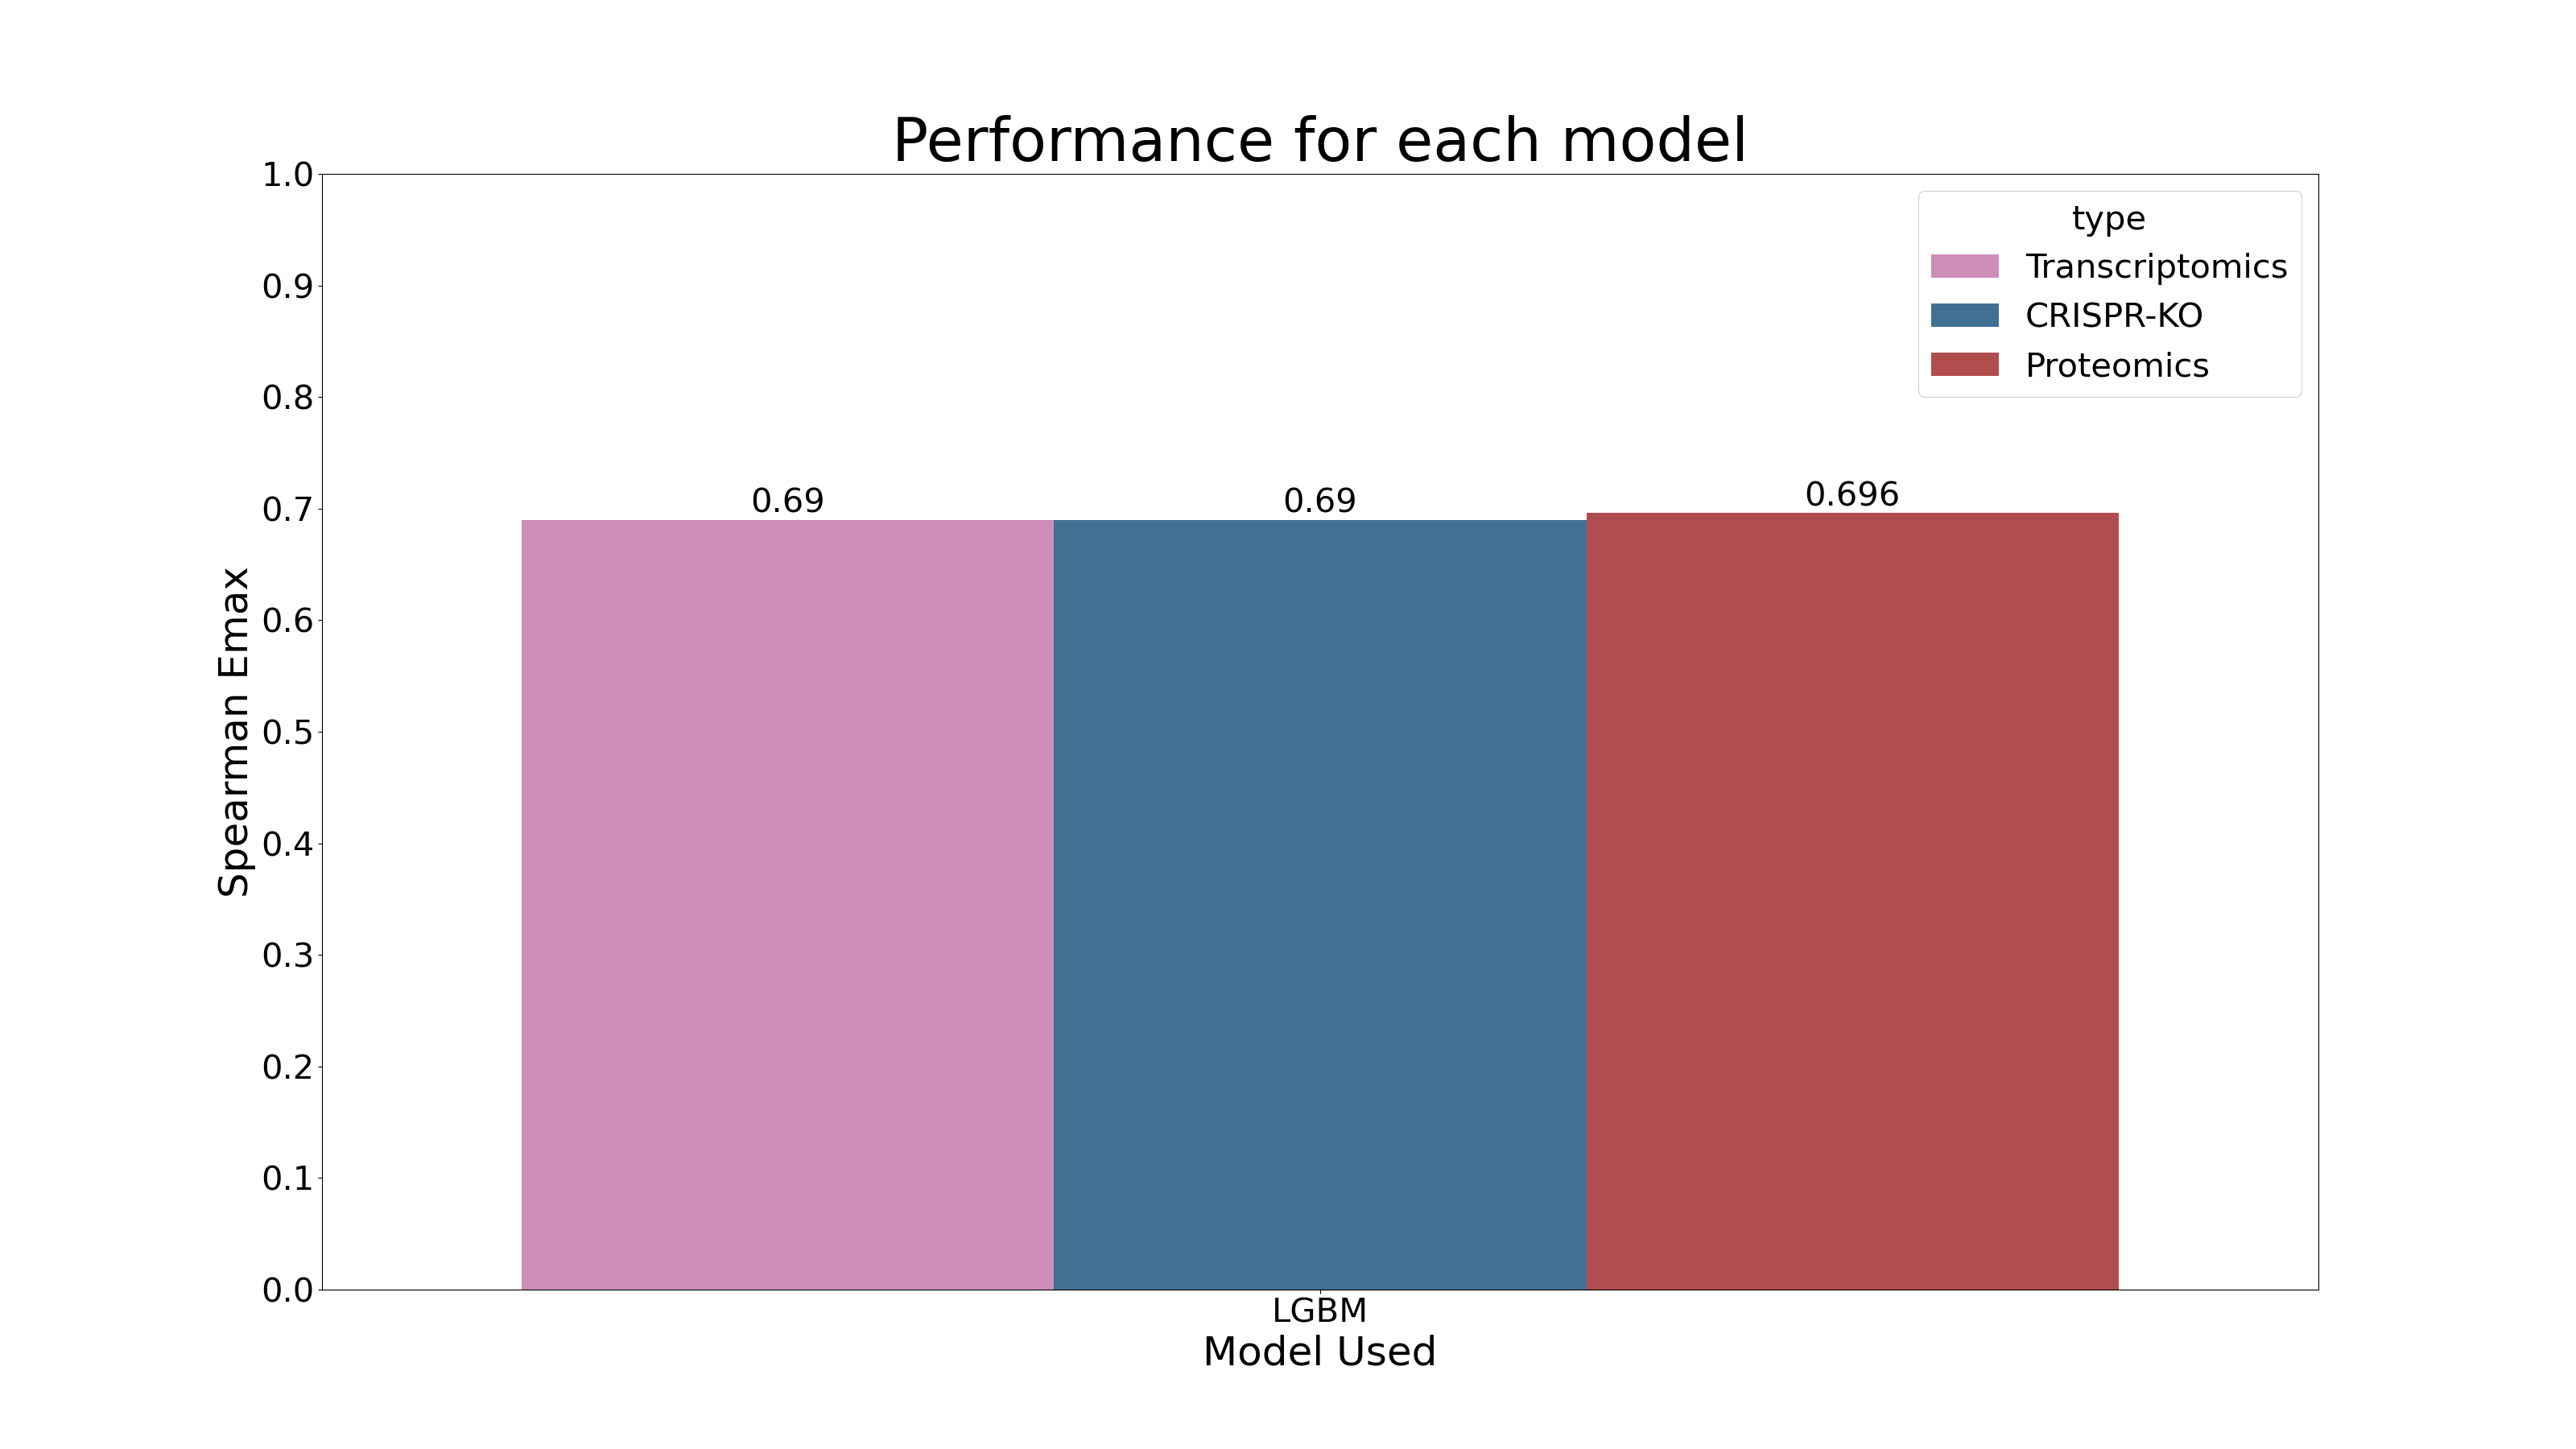 Performance for each model
1.0
0.9
0.8
0.7
0.6
0.5
0.4
0.3
0.2
0.1
0.0
Spearman Emax
type
Transcriptomics
CRISPR-KO
Proteomics
0.69
0.69
0.696
LGBM
Model Used